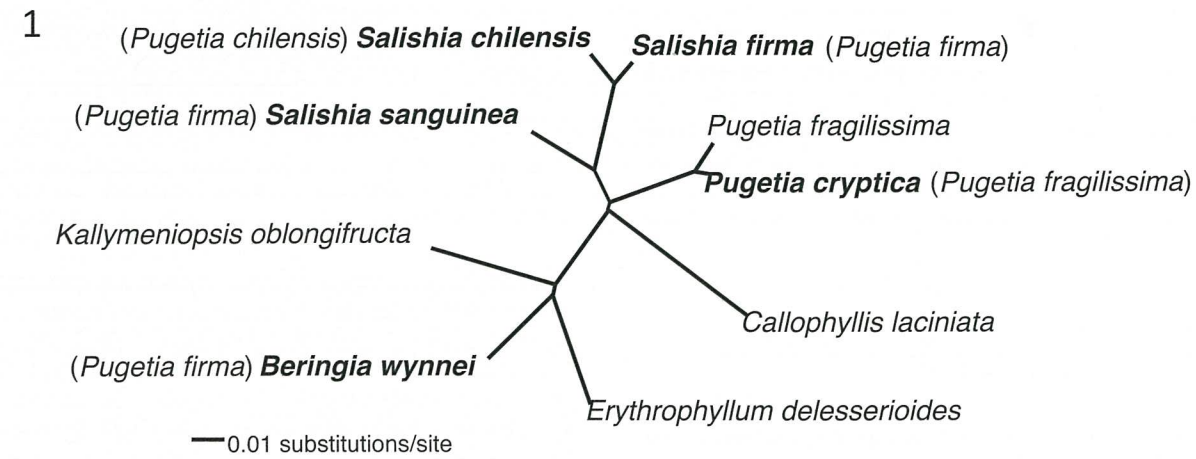 1
(Pugetia chilensis) Salishia chilensis
Salishia firma (Pugetia firma)
(Pugetia firma) Salishia sanguinea
Pugetia fragilissima
Pugetia cryptica (Pugetia fragilissima)
Kallymeniopsis oblongifructa
Callophyllis laciniata
(Pugetia firma) Beringia wynnei
Erythrophyllum delesserioides
0.01 substitutions/site